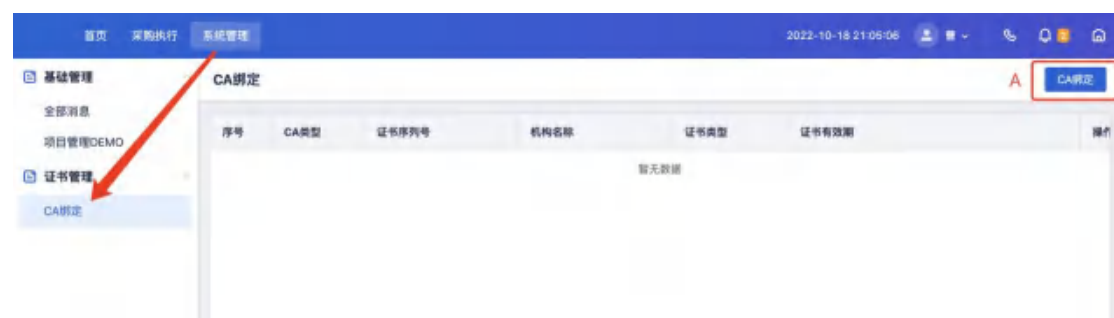 首页 采购执行 系统管理 2022-10-18 21:05:06
基础管理 CA绑定 A CA绑定
全部消息
项目管理DEMO
序号 CA类型 证书序列号 机构名称 证书类型 证书有效期 操作
暂无数据
证书管理
CA绑定